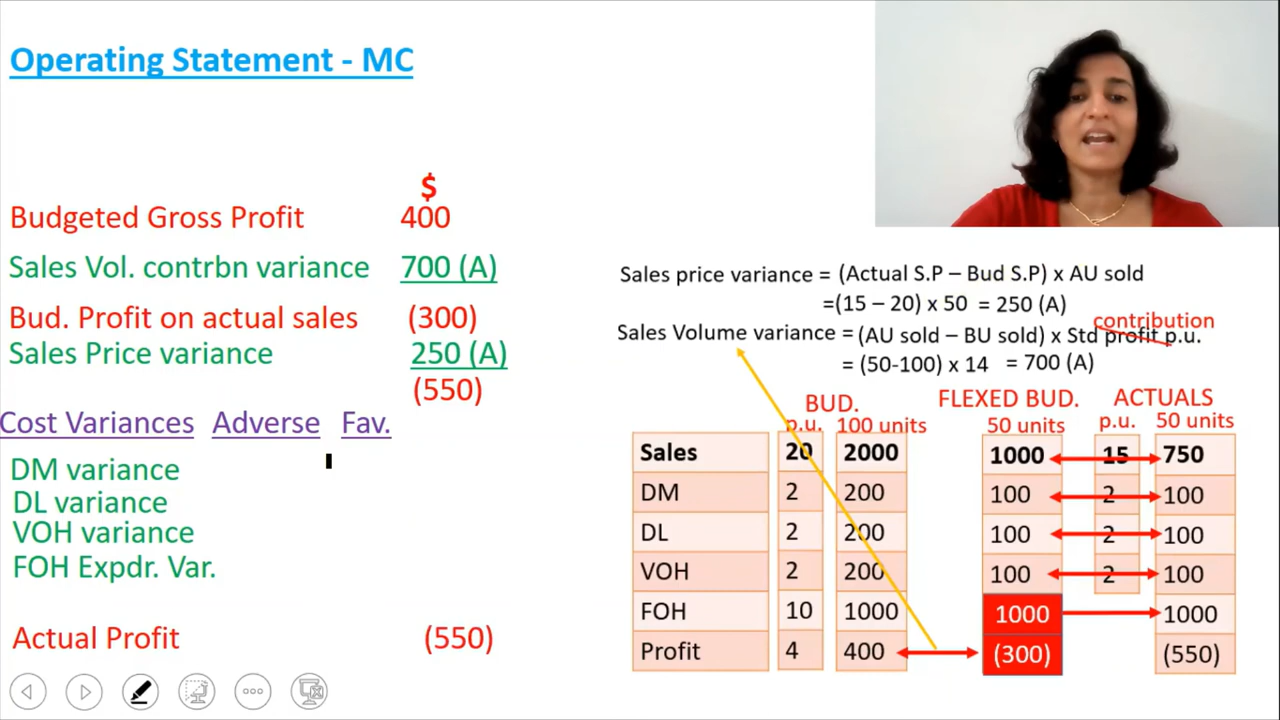 Operating Statement - MC
$
Budgeted Gross Profit 400
Sales Vol. contrbn variance 700 (A)
Bud. Profit on actual sales (300)
Sales Price variance 250 (A)
(550)
Cost Variances Adverse Fav.
DM variance
DL variance
VOH variance
FOH Expdr. Var.
Actual Profit (550)
Sales price variance = (Actual S.P – Bud S.P) x AU sold
=(15 – 20) x 50 = 250 (A)
contribution
Sales Volume variance = (AU sold – BU sold) x Std profit p.u.
= (50-100) x 14 = 700 (A)
BUD. FLEXED BUD. ACTUALS
p.u. 100 units 50 units p.u. 50 units
Sales 20 2000 1000 15 750
DM 2 200 100 2 100
DL 2 200 100 2 100
VOH 2 200 100 2 100
FOH 10 1000 1000 1000
Profit 4 400 (300) (550)